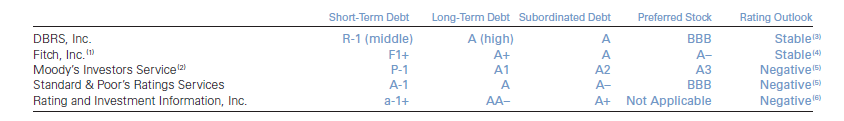 Short-Term Debt Long-Term Debt Subordinated Debt Preferred Stock Rating Outlook
DBRS, Inc. R-1 (middle) A (high) A BBB Stable(3)
Fitch, Inc.(1) F1+ A+ A A– Stable(4)
Moody's Investors Service(2) P-1 A1 A2 A3 Negative(5)
Standard & Poor's Ratings Services A-1 A A– BBB Negative(5)
Rating and Investment Information, Inc. a-1+ AA– A+ Not Applicable Negative(6)